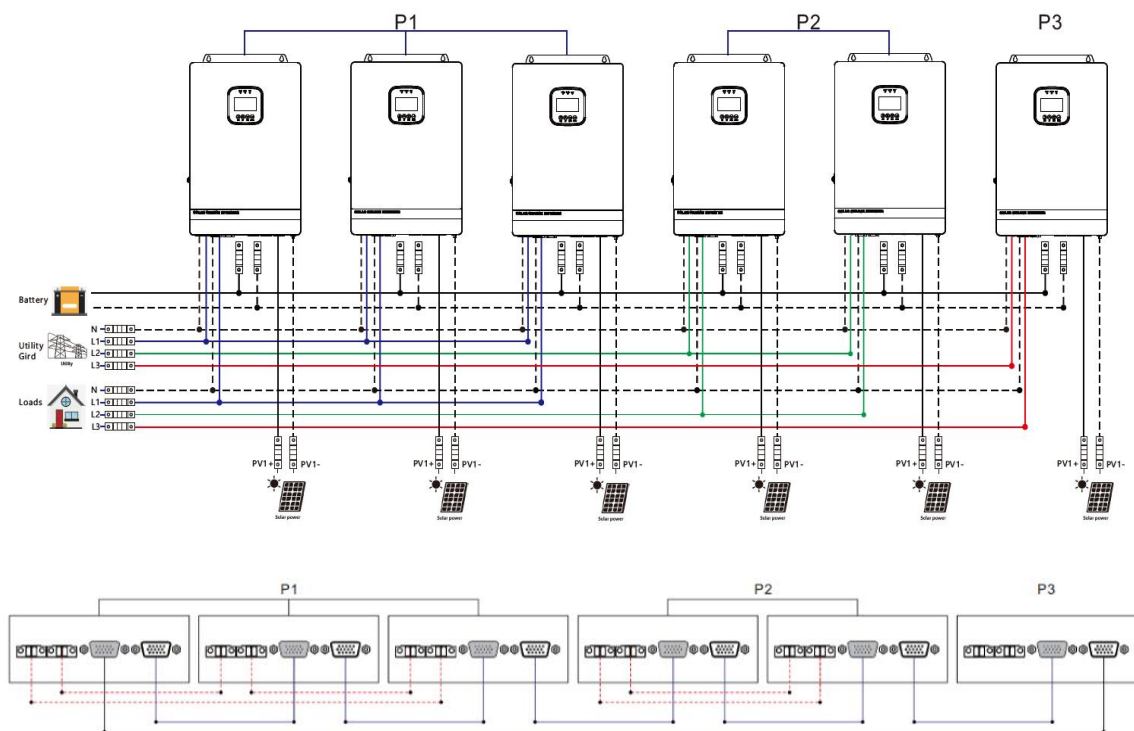 P1 P2 P3
Battery
Utility
Gird
Utility
N
L1
L2
L3
Loads
N
L1
L2
L3
PV1+ PV1- PV1+ PV1- PV1+ PV1- PV1+ PV1- PV1+ PV1- PV1+ PV1-
Solar power Solar power Solar power Solar power Solar power Solar power
P1 P2 P3